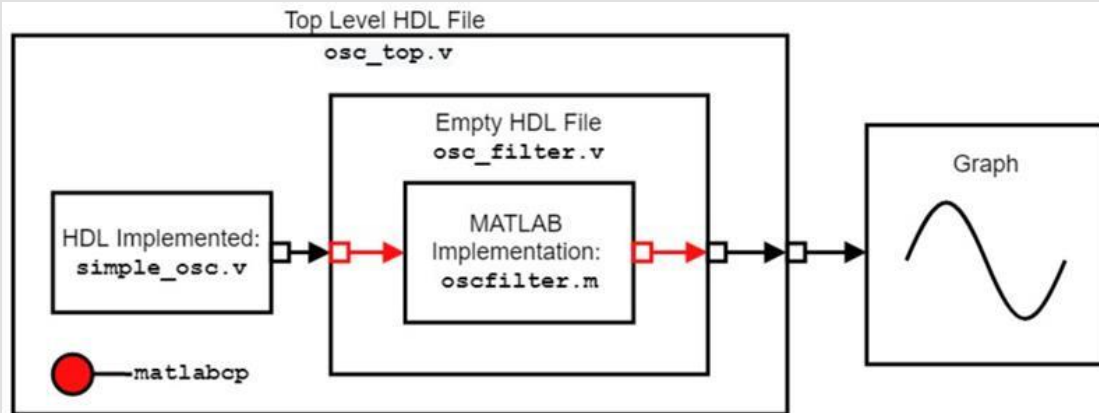 Top Level HDL File
osc_top.v
Empty HDL File
osc_filter.v
HDL Implemented:
simple_osc.v
MATLAB
Implementation:
oscfilter.m
Graph
matlabcp